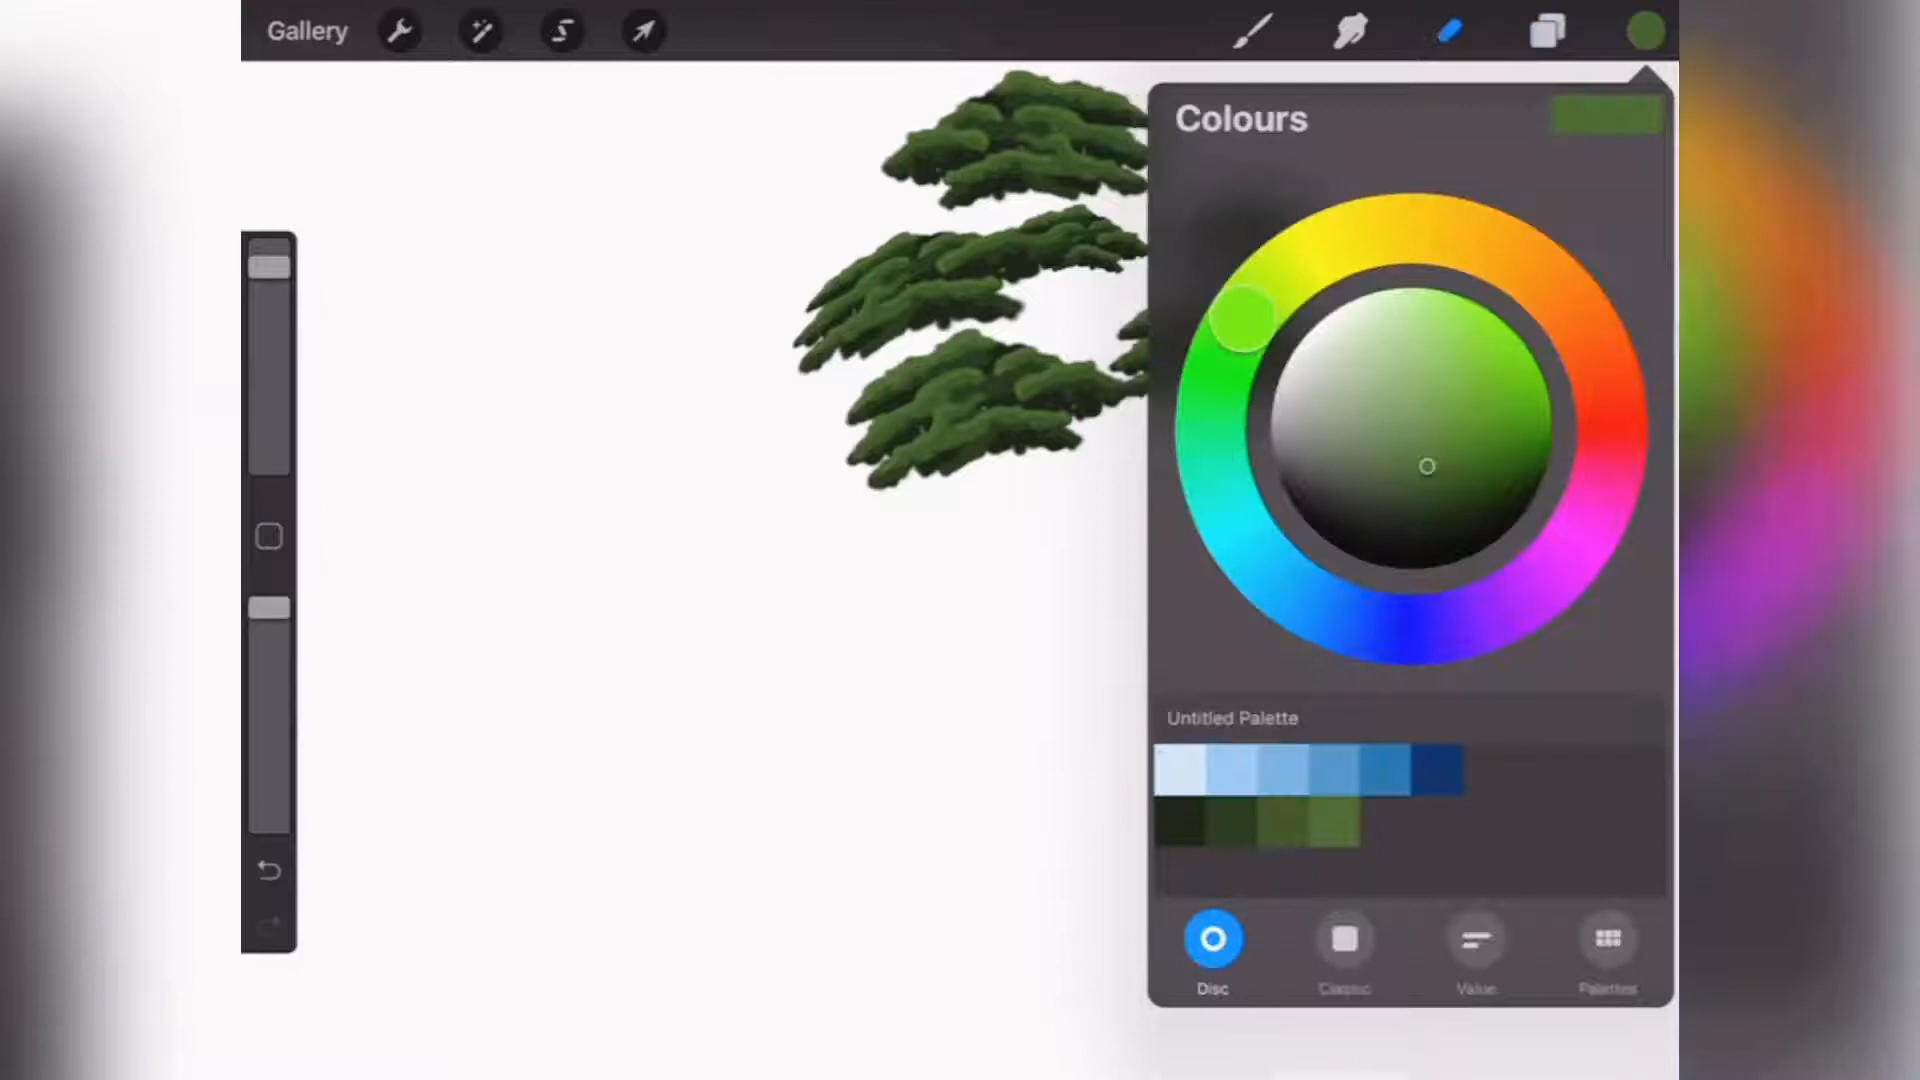 Gallery
Colours
Untitled Palette
Disc
Classic
Value
Palettes